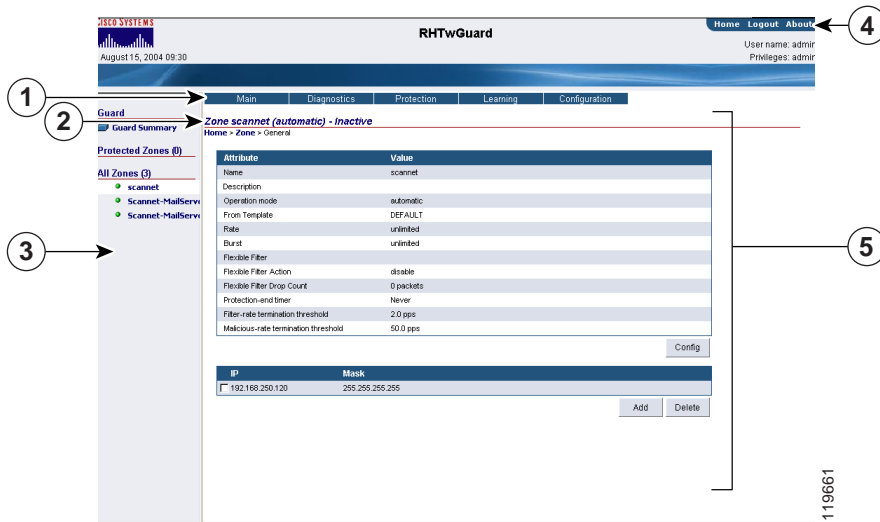 CISCO SYSTEMS
RHTwGuard
Home Logout About
4
August 15, 2004 09:30
User name: admin
Privileges: admin
1
Main Diagnostics Protection Learning Configuration
2
Guard
Guard Summary
Protected Zones (0)
All Zones (3)
scannet
Scannet-MailServe
Scannet-MailServe
3
Zone scannet (automatic) - Inactive
Home > Zone > General
Attribute Value
Name scannet
Description
Operation mode automatic
From Template DEFAULT
Rate unlimited
Burst unlimited
Flexible Filter
Flexible Filter Action disable
Flexible Filter Drop Count 0 packets
Protection-end timer Never
Filter-rate termination threshold 2.0 pps
Malicious-rate termination threshold 50.0 pps
Config
5
IP Mask
192.168.250.120 255.255.255.255
Add Delete
119661